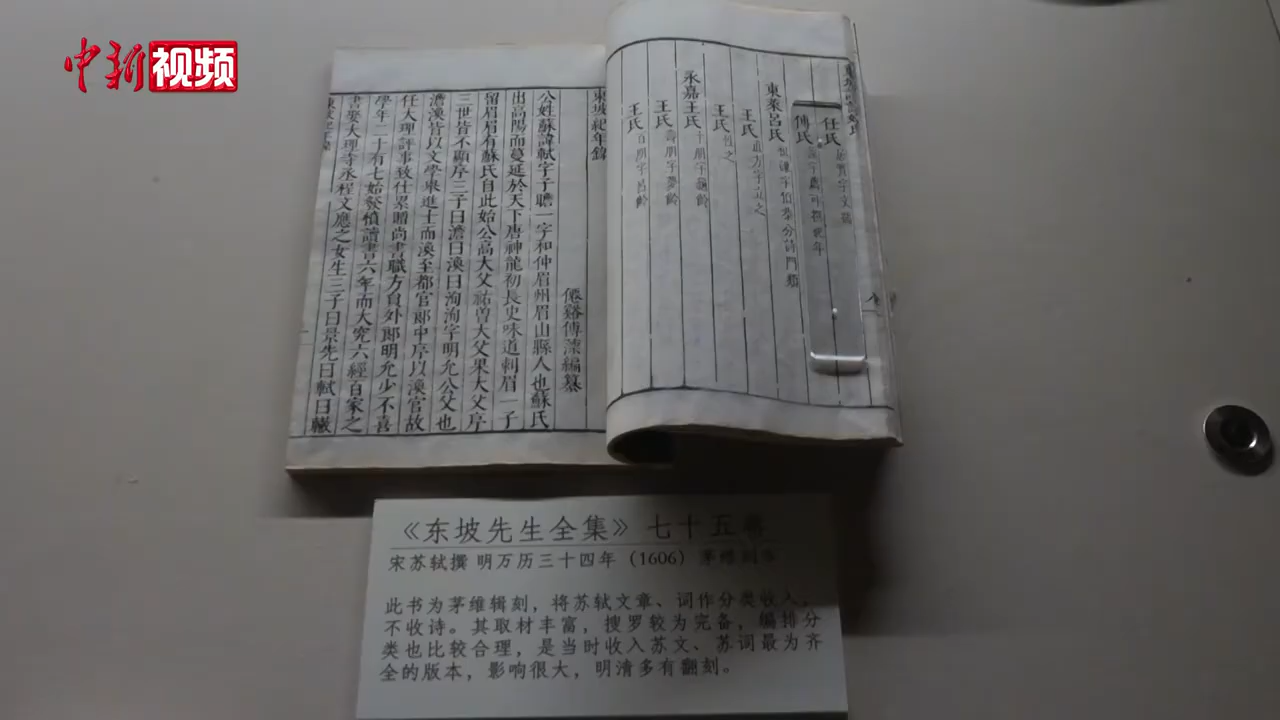 中新视频
東坡紀年錄
僊谿傅藻編纂
公姓蘇諱軾字子瞻一字和仲眉州眉山縣人也蘇氏
出高陽而蔓延於天下唐神龍初長史味道刺眉一子
留眉眉有蘇氏自此始公高大父祜曾大父杲大父序
三世皆不顯序三子曰澹曰渙曰洵洵字明允公父也
澹渙皆以文學舉進士而渙至都官郎中序以渙官故
任大理評事致仕累贈尚書職方員外郎明允少不喜
學年二十有七始發憤讀書六年而大究六經百家之
書娶大理寺丞程文應之女生三子曰景先曰軾曰轍
任氏
傅氏
東萊呂氏
王氏
王氏
永嘉王氏
王氏
王氏
《东坡先生全集》七十五卷
宋苏轼撰 明万历三十四年（1606）茅维刻本
此书为茅维辑刻，将苏轼文章、词作分类收入，
不收诗。其取材丰富，搜罗较为完备，编排分
类也比较合理，是当时收入苏文、苏词最为齐
全的版本，影响很大，明清多有翻刻。